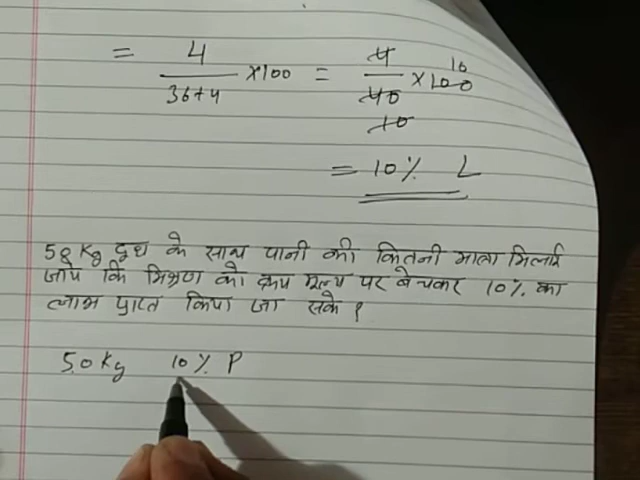 = 4 / 36+4 × 100 = 4 / 40 × 100 10
10
= 10% L
50 Kg दुध के साथ पानी की कितनी मात्रा मिलाई
जाय कि मिश्रण को क्रय मूल्य पर बेचकर 10% का
लाभ प्राप्त किया जा सके ?
50 Kg 10% P